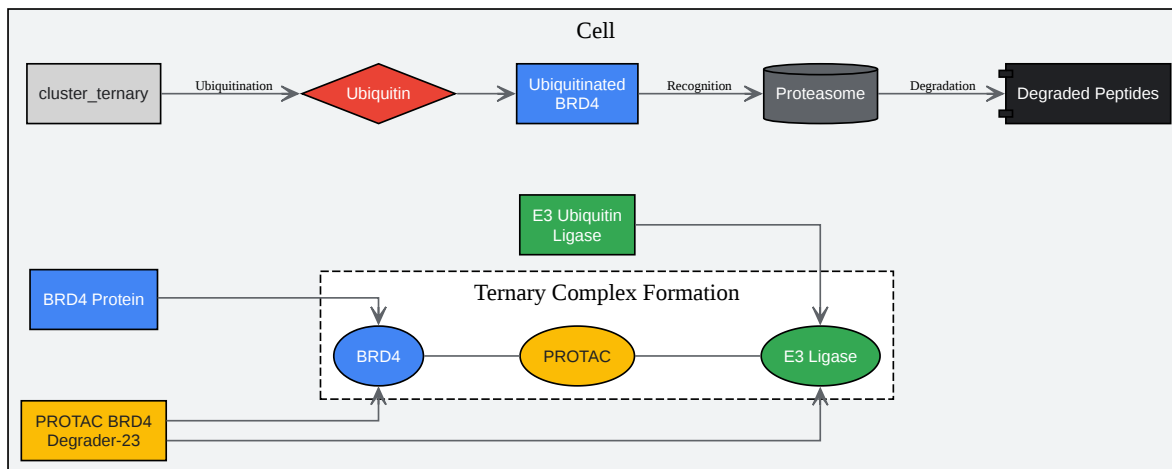 Cell
cluster_ternary
Ubiquitination
Ubiquitin
Ubiquitinated
BRD4
Recognition
Proteasome
Degradation
Degraded Peptides
E3 Ubiquitin
Ligase
BRD4 Protein
Ternary Complex Formation
BRD4
PROTAC
E3 Ligase
PROTAC BRD4
Degrader-23